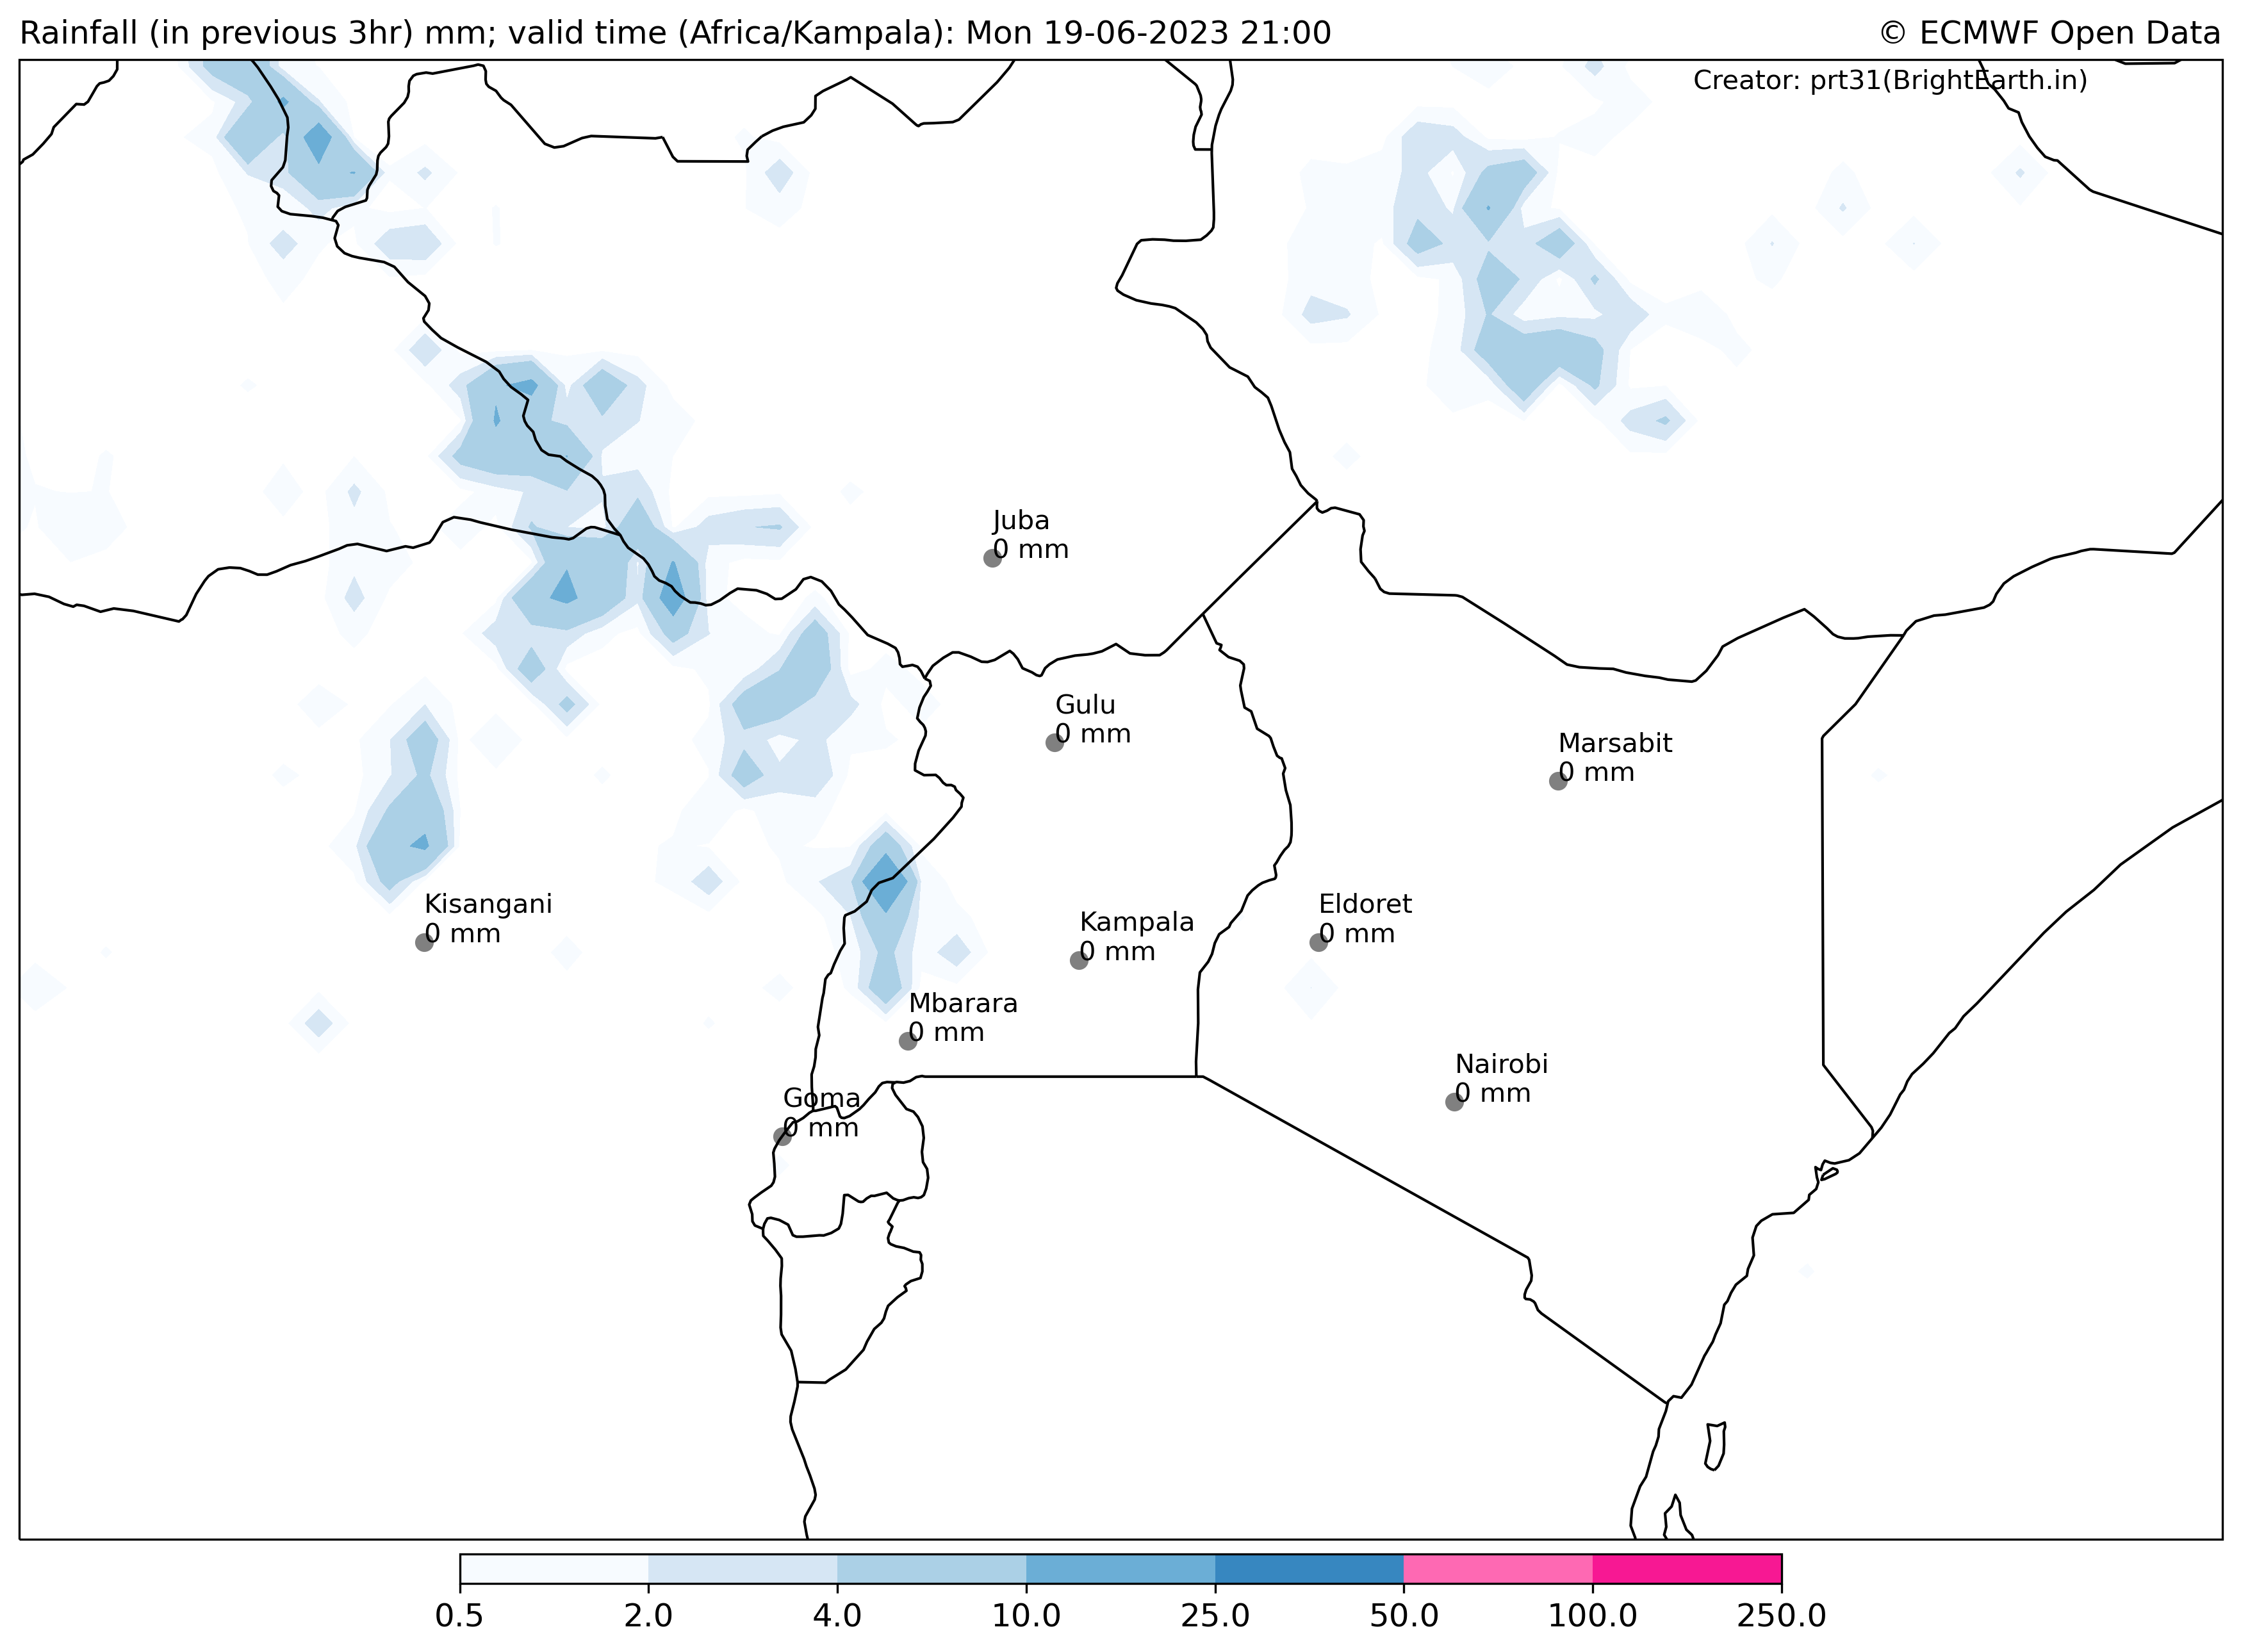 Rainfall (in previous 3hr) mm; valid time (Africa/Kampala): Mon 19-06-2023 21:00
© ECMWF Open Data
Creator: prt31(BrightEarth.in)
Juba
0 mm
Gulu
0 mm
Marsabit
0 mm
Kisangani
0 mm
Kampala
0 mm
Eldoret
0 mm
Mbarara
0 mm
Nairobi
0 mm
Goma
0 mm
0.5 2.0 4.0 10.0 25.0 50.0 100.0 250.0